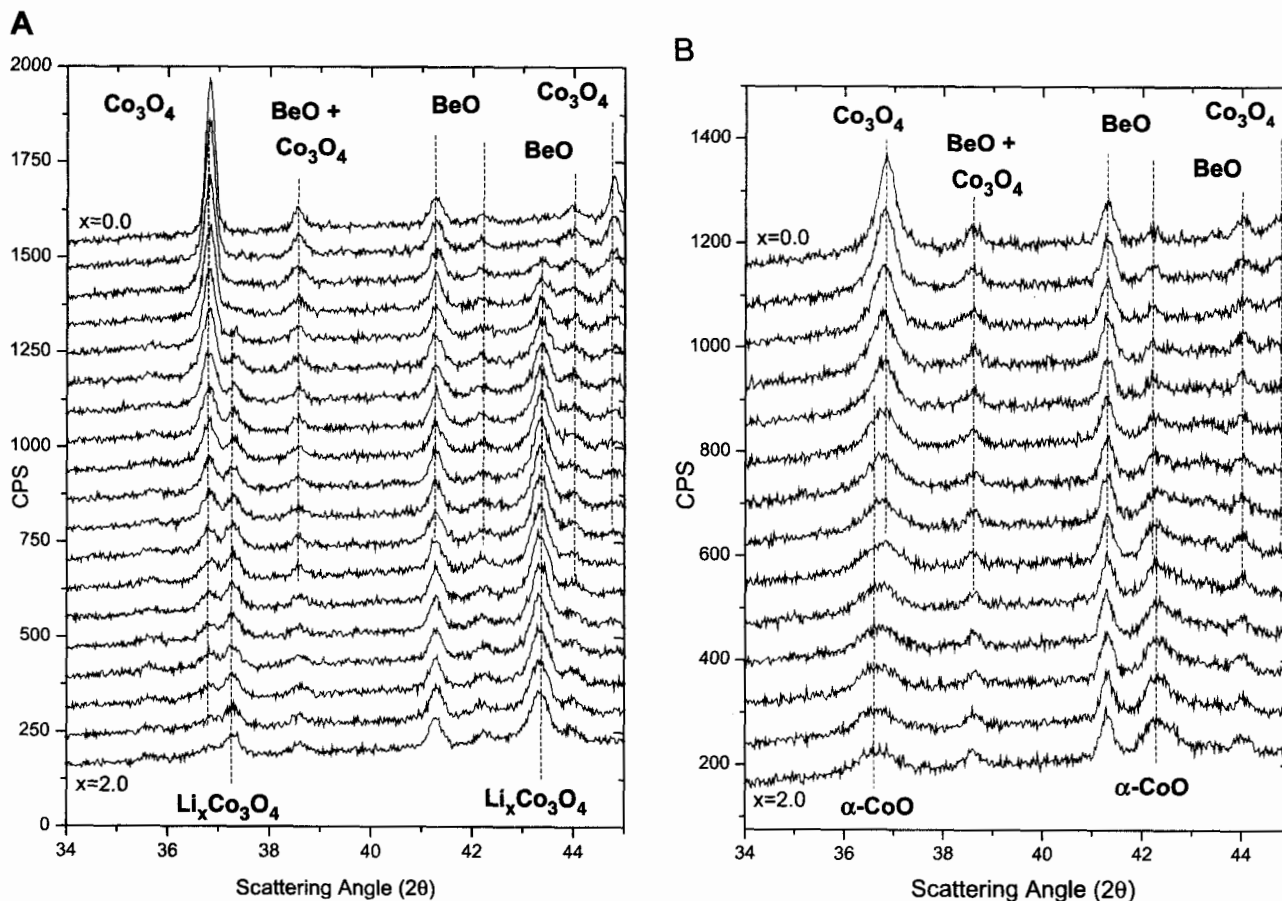 A
2000
1750
1500
1250
1000
750
500
250
0
CPS
Co₃O₄
BeO +
Co₃O₄
BeO
Co₃O₄
BeO
x=0.0
x=2.0
LiₓCo₃O₄
LiₓCo₃O₄
34
36
38
40
42
44
Scattering Angle (2θ)
B
1400
1200
1000
800
600
400
200
CPS
Co₃O₄
BeO +
Co₃O₄
BeO
Co₃O₄
BeO
x=0.0
x=2.0
α-CoO
α-CoO
34
36
38
40
42
44
Scattering Angle (2θ)